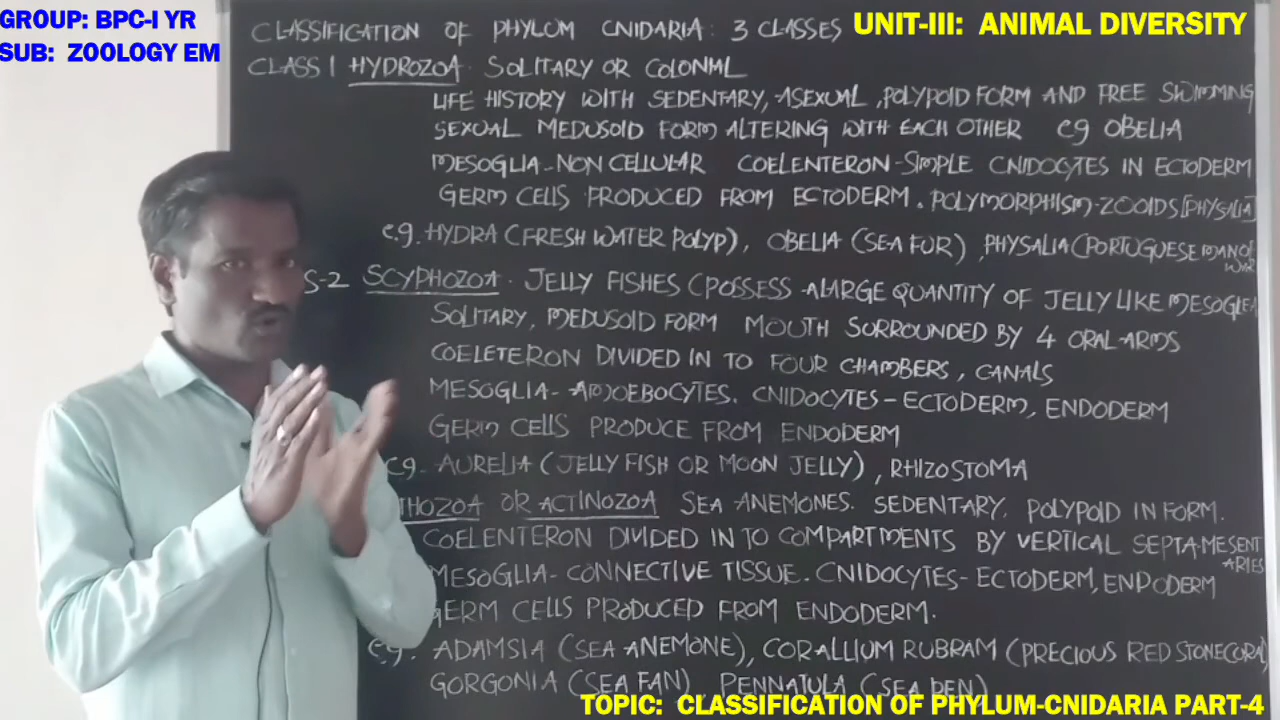 GROUP: BPC-I YR
SUB: ZOOLOGY EM
UNIT-III: ANIMAL DIVERSITY
CLASSIFICATION OF PHYLUM CNIDARIA: 3 CLASSES
CLASS 1 HYDROZOA. SOLITARY OR COLONIAL
LIFE HISTORY WITH SEDENTARY, ASEXUAL, POLYPOID FORM AND FREE SWIMMING
SEXUAL MEDUSOID FORM ALTERING WITH EACH OTHER eg OBELIA
MESOGLIA-NON CELLULAR COELENTERON-SIMPLE CNIDOCYTES IN ECTODERM
GERM CELLS PRODUCED FROM ECTODERM. POLYMORPHISM-ZOOIDS [PHYSALIA]
e.g. HYDRA (FRESH WATER POLYP), OBELIA (SEA FUR), PHYSALIA (PORTUGUESE MAN OF WAR
S-2 SCYPHOZOA. JELLY FISHES (POSSESS A LARGE QUANTITY OF JELLY LIKE MESOGLEA
SOLITARY, MEDUSOID FORM MOUTH SURROUNDED BY 4 ORAL ARMS
COELETERON DIVIDED IN TO FOUR CHAMBERS, CANALS
MESOGLIA- AMOEBOCYTES. CNIDOCYTES - ECTODERM, ENDODERM
GERM CELLS PRODUCE FROM ENDODERM
eg. AURELIA (JELLY FISH OR MOON JELLY), RHIZOSTOMA
THOZOA OR ACTINOZOA SEA ANEMONES. SEDENTARY. POLYPOID IN FORM.
COELENTERON DIVIDED IN TO COMPARTMENTS BY VERTICAL SEPTA-MESENTARIES
MESOGLIA- CONNECTIVE TISSUE. CNIDOCYTES- ECTODERM, ENDODERM
GERM CELLS PRODUCED FROM ENDODERM.
e.g. ADAMSIA (SEA ANEMONE), CORALLIUM RUBRAM (PRECIOUS RED STONE CORAL)
GORGONIA (SEA FAN), PENNATULA (SEA PEN)
TOPIC: CLASSIFICATION OF PHYLUM-CNIDARIA PART-4